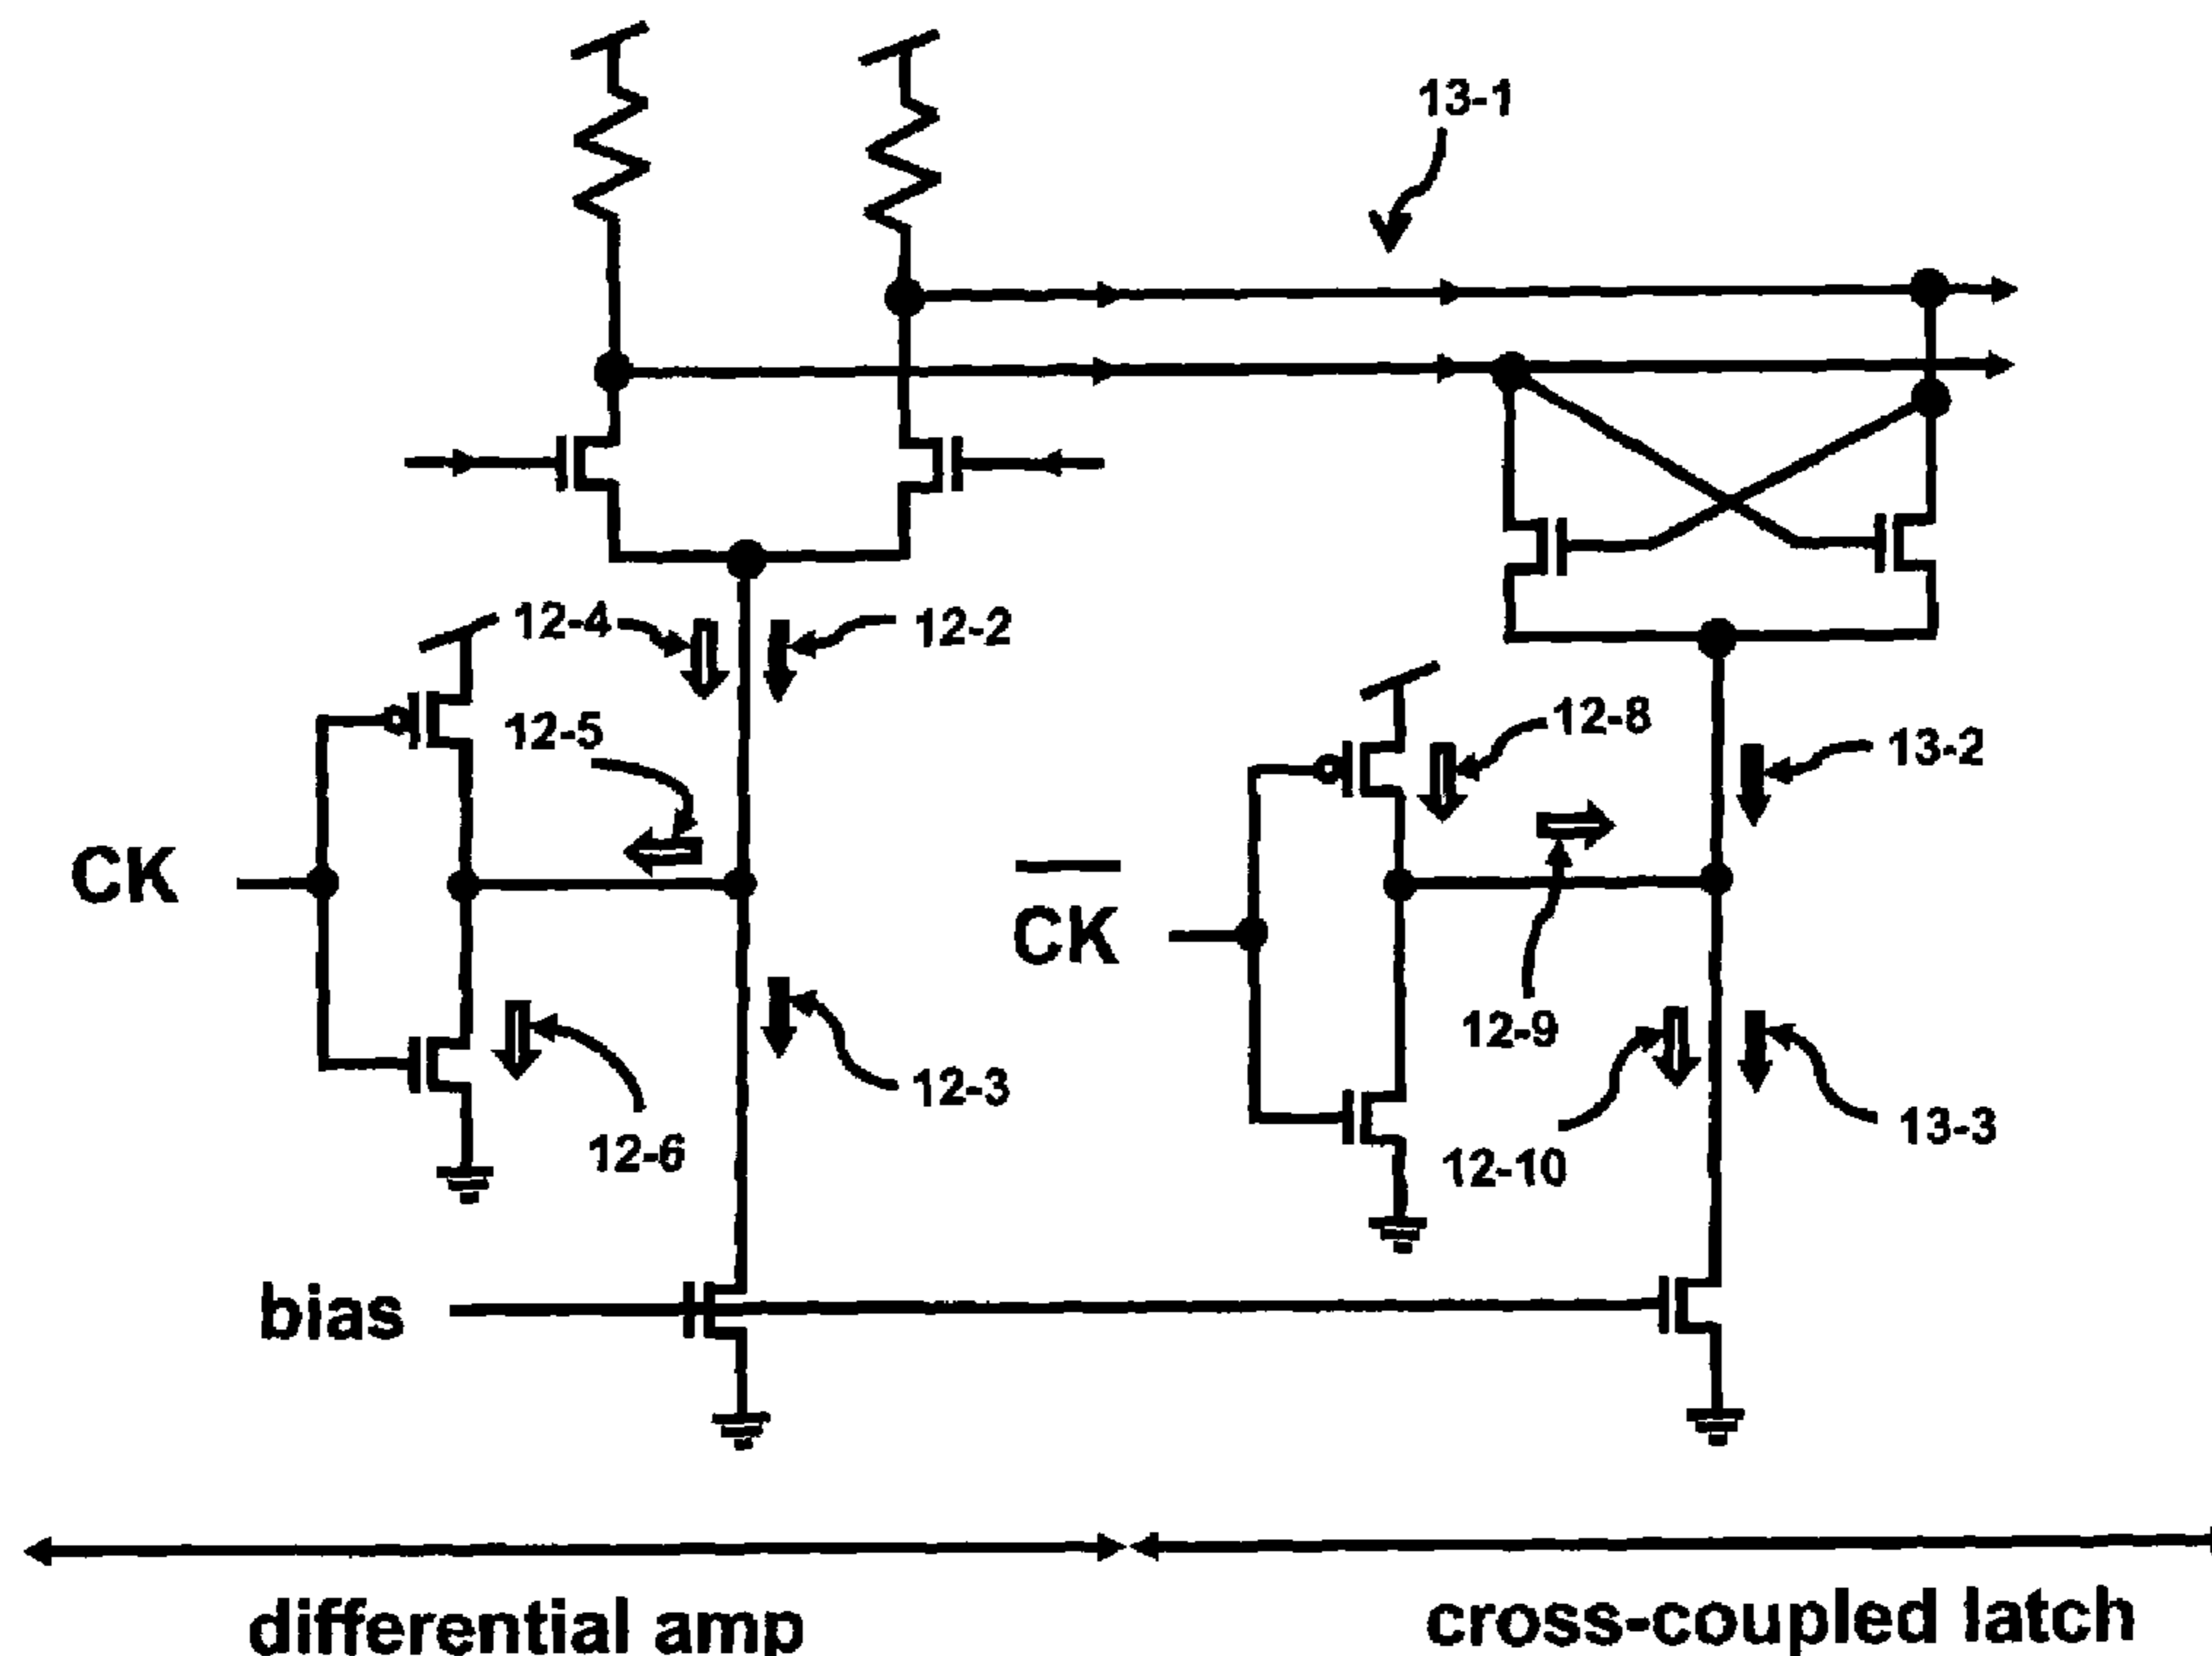 13-1
12-4
12-2
12-5
12-8
13-2
CK
C̅K̅
12-9
12-3
12-6
12-10
13-3
bias
differential amp
cross-coupled latch